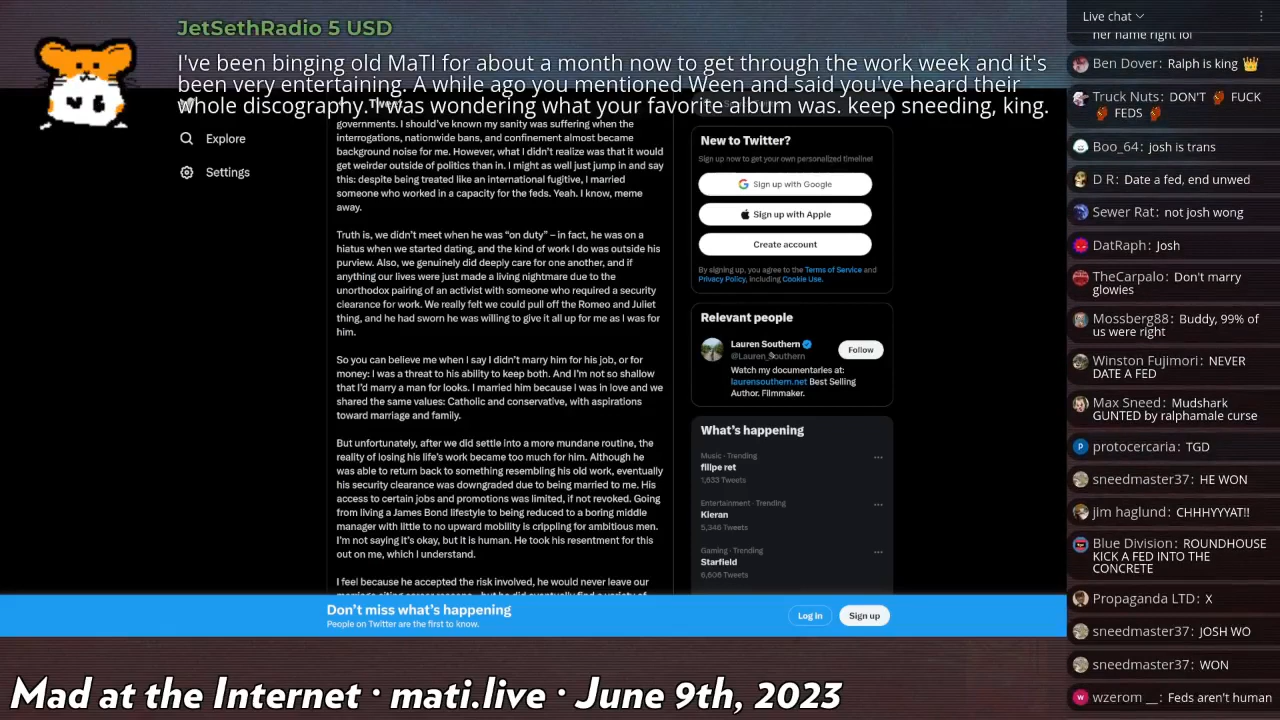 JetSethRadio 5 USD
I've been binging old MaTI for about a month now to get through the work week and it's
been very entertaining. A while ago you mentioned Ween and said you've heard their
whole discography. I was wondering what your favorite album was. keep sneeding, king.
Explore
Settings
governments. I should've known my sanity was suffering when the
interrogations, nationwide bans, and confinement almost became
background noise for me. However, what I didn't realize was that it would
get weirder outside of politics than in. I might as well just jump in and say
this: despite being treated like an international fugitive, I married
someone who worked in a capacity for the feds. Yeah. I know, meme
away.
Truth is, we didn't meet when he was "on duty" – in fact, he was on a
hiatus when we started dating, and the kind of work I do was outside his
purview. Also, we genuinely did deeply care for one another, and if
anything our lives were just made a living nightmare due to the
unorthodox pairing of an activist with someone who required a security
clearance for work. We really felt we could pull off the Romeo and Juliet
thing, and he had sworn he was willing to give it all up for me as I was for
him.
So you can believe me when I say I didn't marry him for his job, or for
money: I was a threat to his ability to keep both. And I'm not so shallow
that I'd marry a man for looks. I married him because I was in love and we
shared the same values: Catholic and conservative, with aspirations
toward marriage and family.
But unfortunately, after we did settle into a more mundane routine, the
reality of losing his life's work became too much for him. Although he
was able to return back to something resembling his old work, eventually
his security clearance was downgraded due to being married to me. His
access to certain jobs and promotions was limited, if not revoked. Going
from living a James Bond lifestyle to being reduced to a boring middle
manager with little to no upward mobility is crippling for ambitious men.
I'm not saying it's okay, but it is human. He took his resentment for this
out on me, which I understand.
I feel because he accepted the risk involved, he would never leave our
New to Twitter?
Sign up now to get your own personalized timeline!
Sign up with Google
Sign up with Apple
Create account
By signing up, you agree to the Terms of Service and
Privacy Policy, including Cookie Use.
Relevant people
Lauren Southern
@Lauren_Southern
Follow
Watch my documentaries at:
laurensouthern.net Best Selling
Author. Filmmaker.
What's happening
Music · Trending
filipe ret
1,633 Tweets
Entertainment · Trending
Kieran
5,346 Tweets
Gaming · Trending
Starfield
6,606 Tweets
Don't miss what's happening
People on Twitter are the first to know.
Log in
Sign up
Mad at the Internet · mati.live · June 9th, 2023
Live chat
her name right lol
Ben Dover: Ralph is king 👑
Truck Nuts: DON'T ✊ FUCK
throubs ✌
Boo_64: josh is trans
D R: Date a fed and unfed
Sewer Rat: not his wife
DatRaph: Josh
TheCarpalo: Dont marry
glowies
Mossberg88: Buddy, 99% of
us were right
Winston Fujimori: NEVER
DATE A FED
Max Sneed: Mudshark
GUNTED by ralphamale curse
protocercaria: TGD
sneedmaster37: HE WON
jim haglund: CHHHYYYAT!!
Blue Division: ROUNDHOUSE
KICK A FED INTO THE
CONCRETE
Propaganda LTD: X
sneedmaster37: JOSH WO
sneedmaster37: WON
wzerom __: Feds aren't human